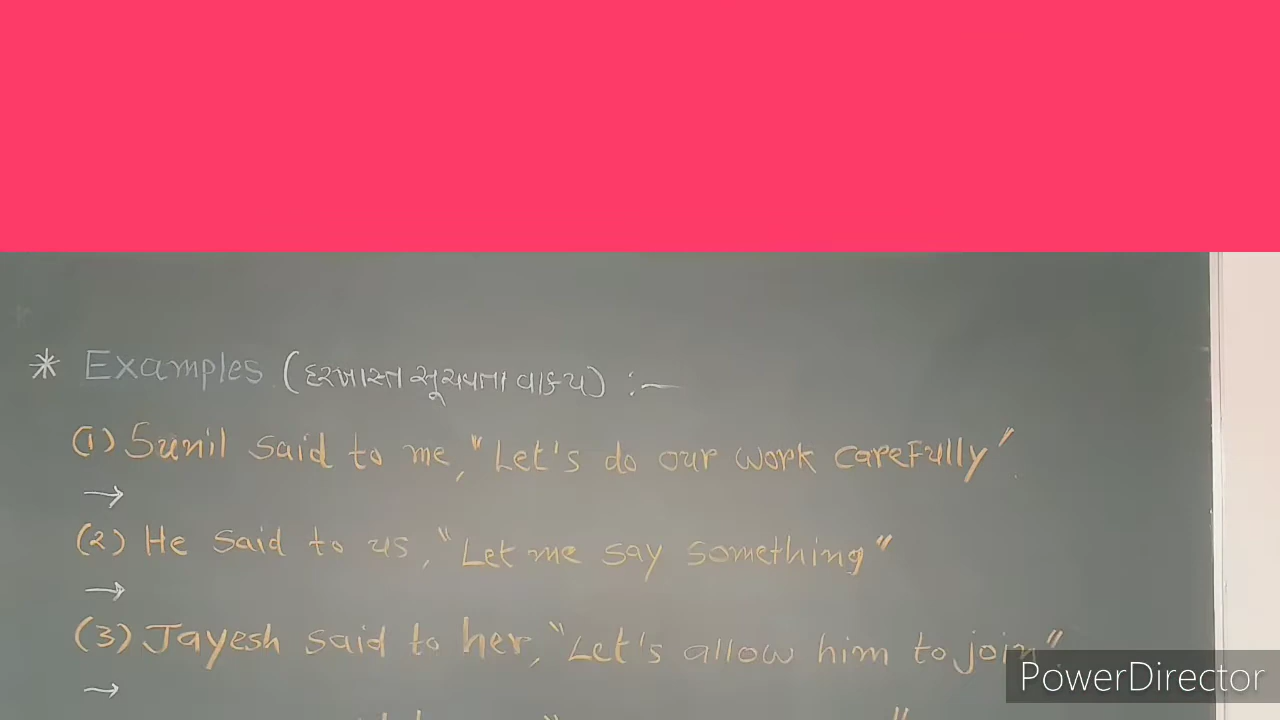 * Examples (દરખાસ્ત સૂચવતા વાક્ય) :-
(1) Sunil said to me, "Let's do our work carefully".
→
(2) He said to us, "Let me say something"
→
(3) Jayesh said to her, "Let's allow him to join"
→
PowerDirector